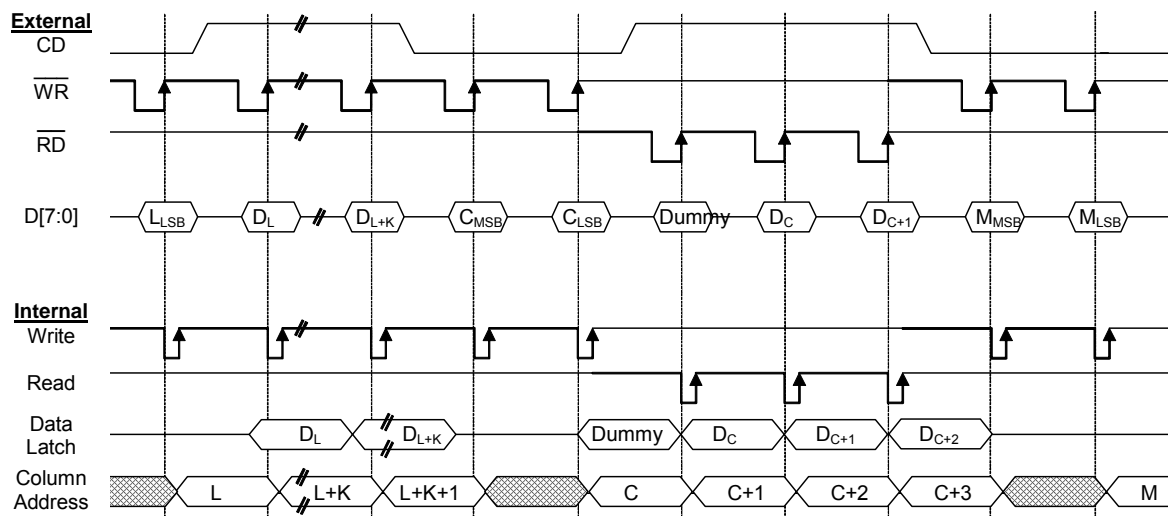 External
CD
WR
RD
D[7:0] LLSB DL DL+K CMSB CLSB Dummy DC DC+1 MMSB MLSB
Internal
Write
Read
Data Latch DL DL+K Dummy DC DC+1 DC+2
Column Address L L+K L+K+1 C C+1 C+2 C+3 M